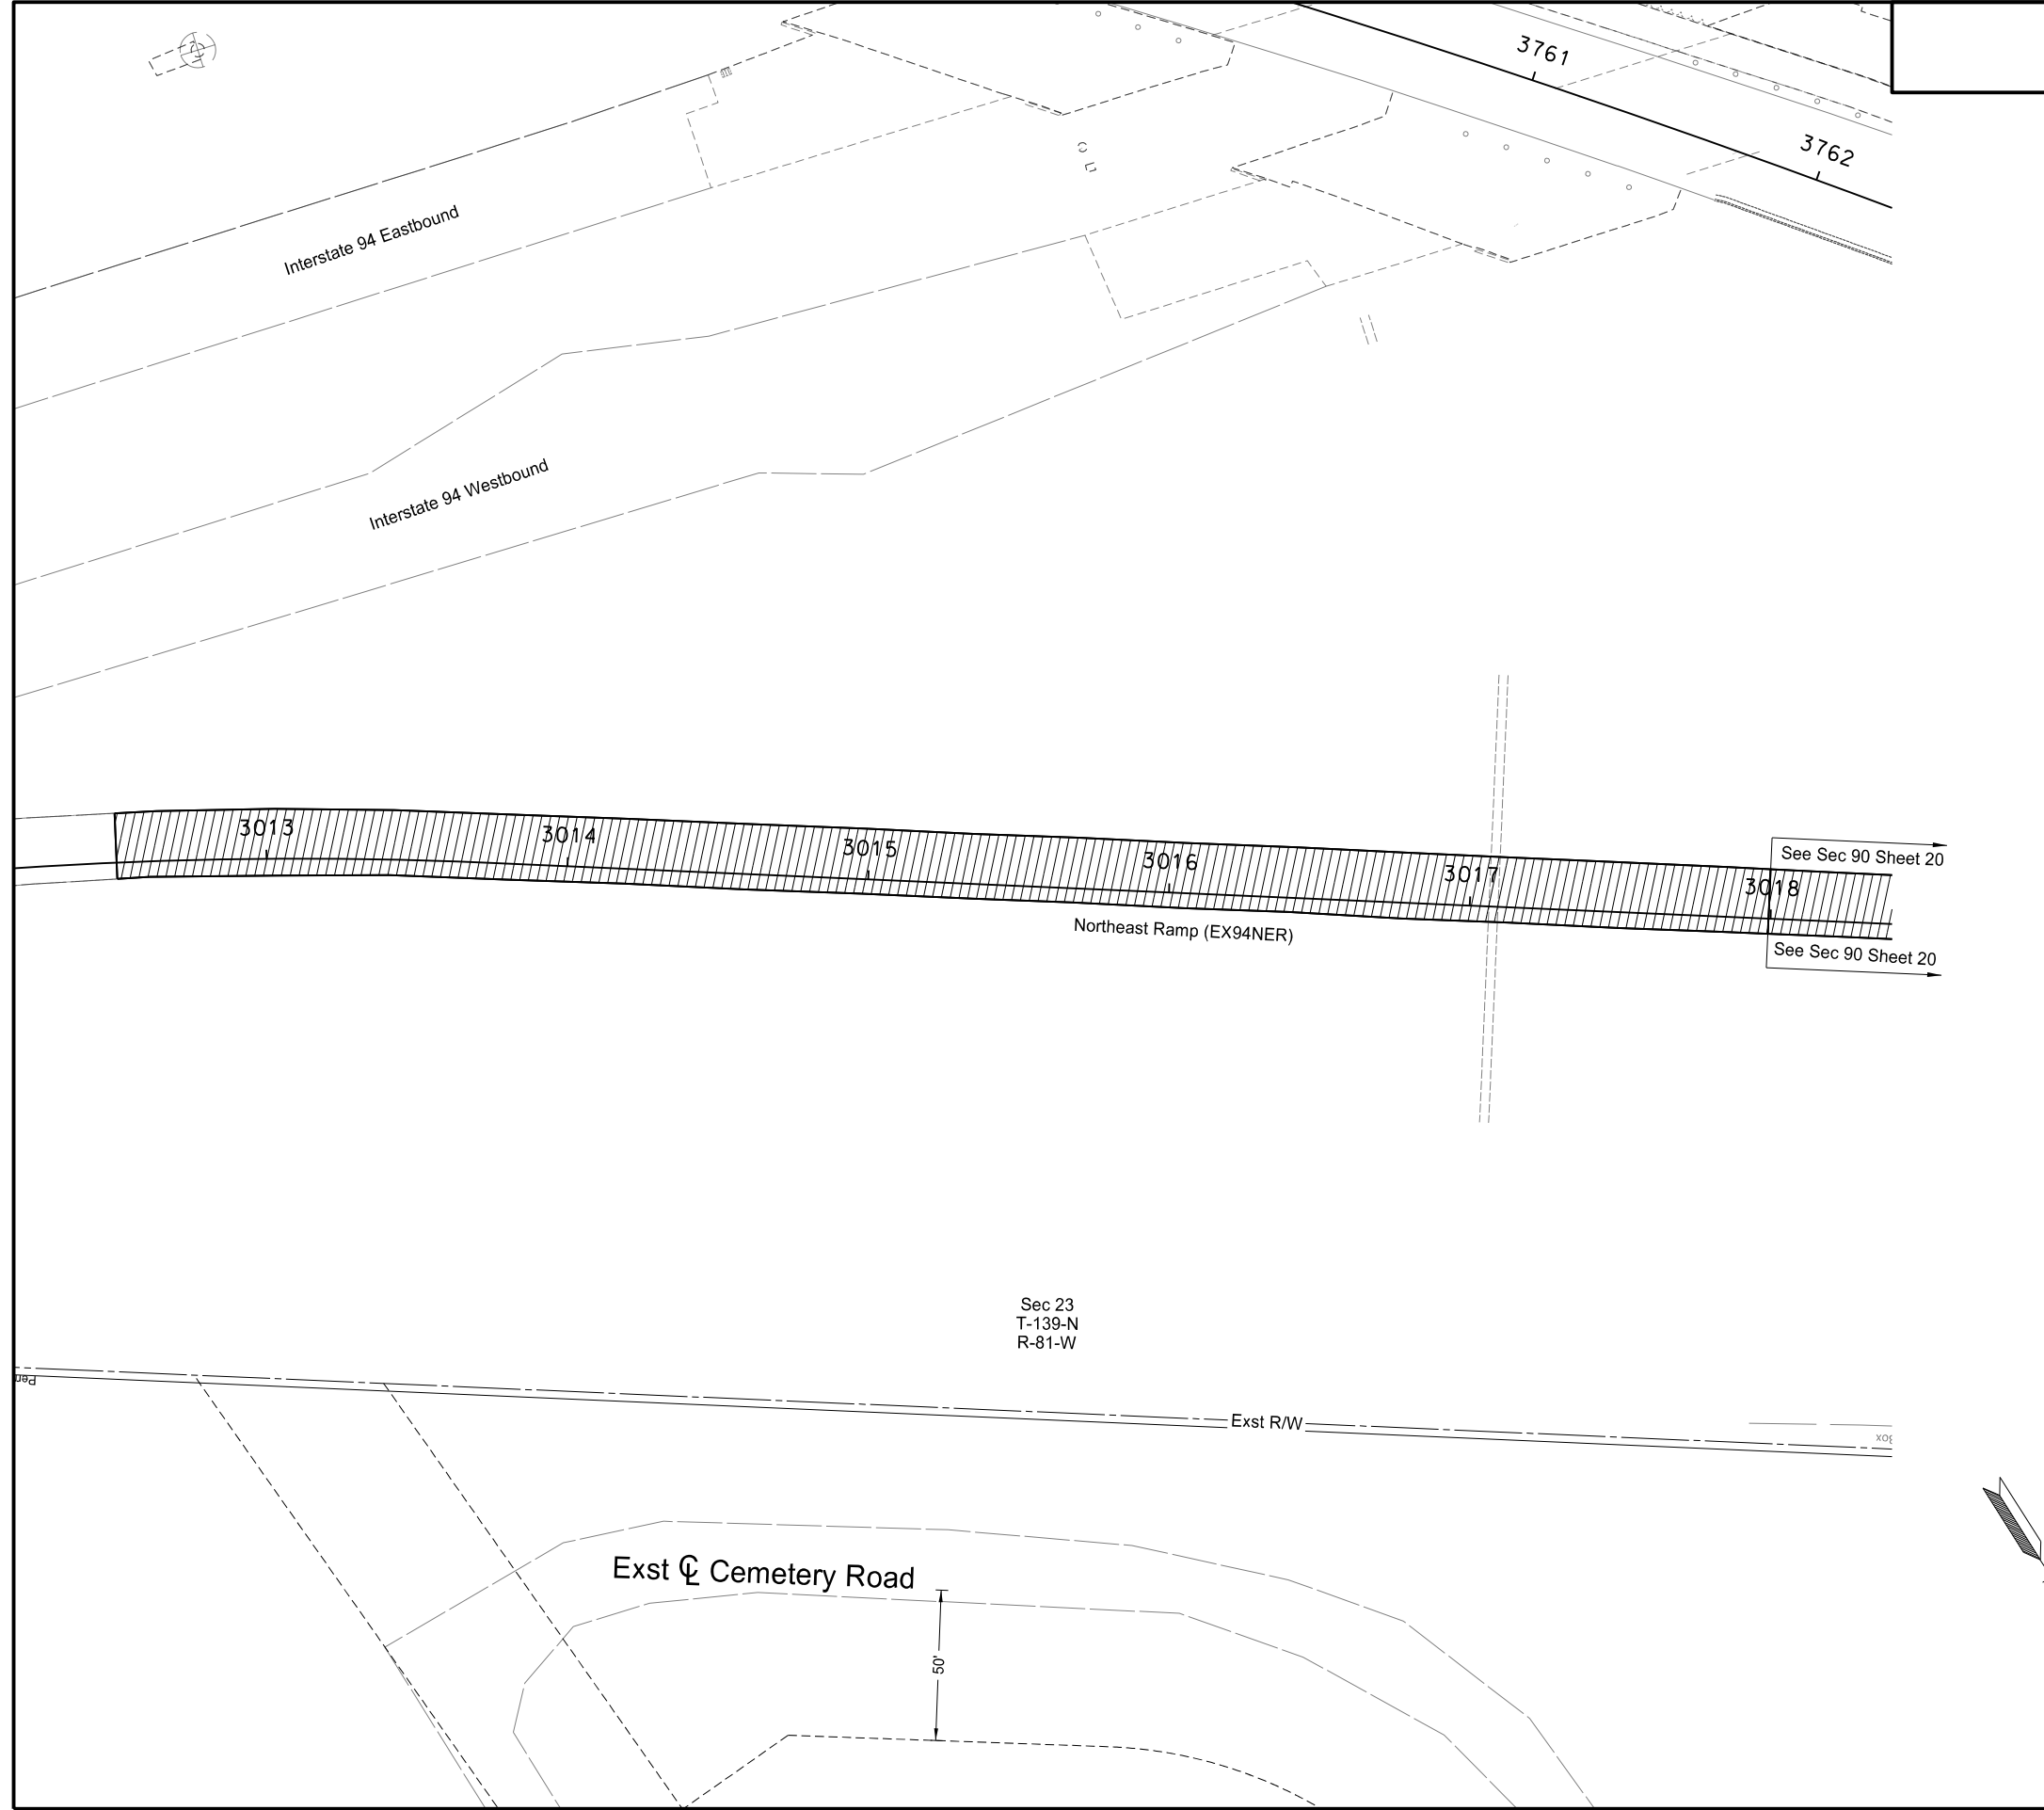 3761
3762
Interstate 94 Eastbound
Interstate 94 Westbound
3013
3014
3015
3016
3017
3018
See Sec 90 Sheet 20
Northeast Ramp (EX94NER)
See Sec 90 Sheet 20
Sec 23
T-139-N
R-81-W
Exst R/W
Exst ℄ Cemetery Road
50'